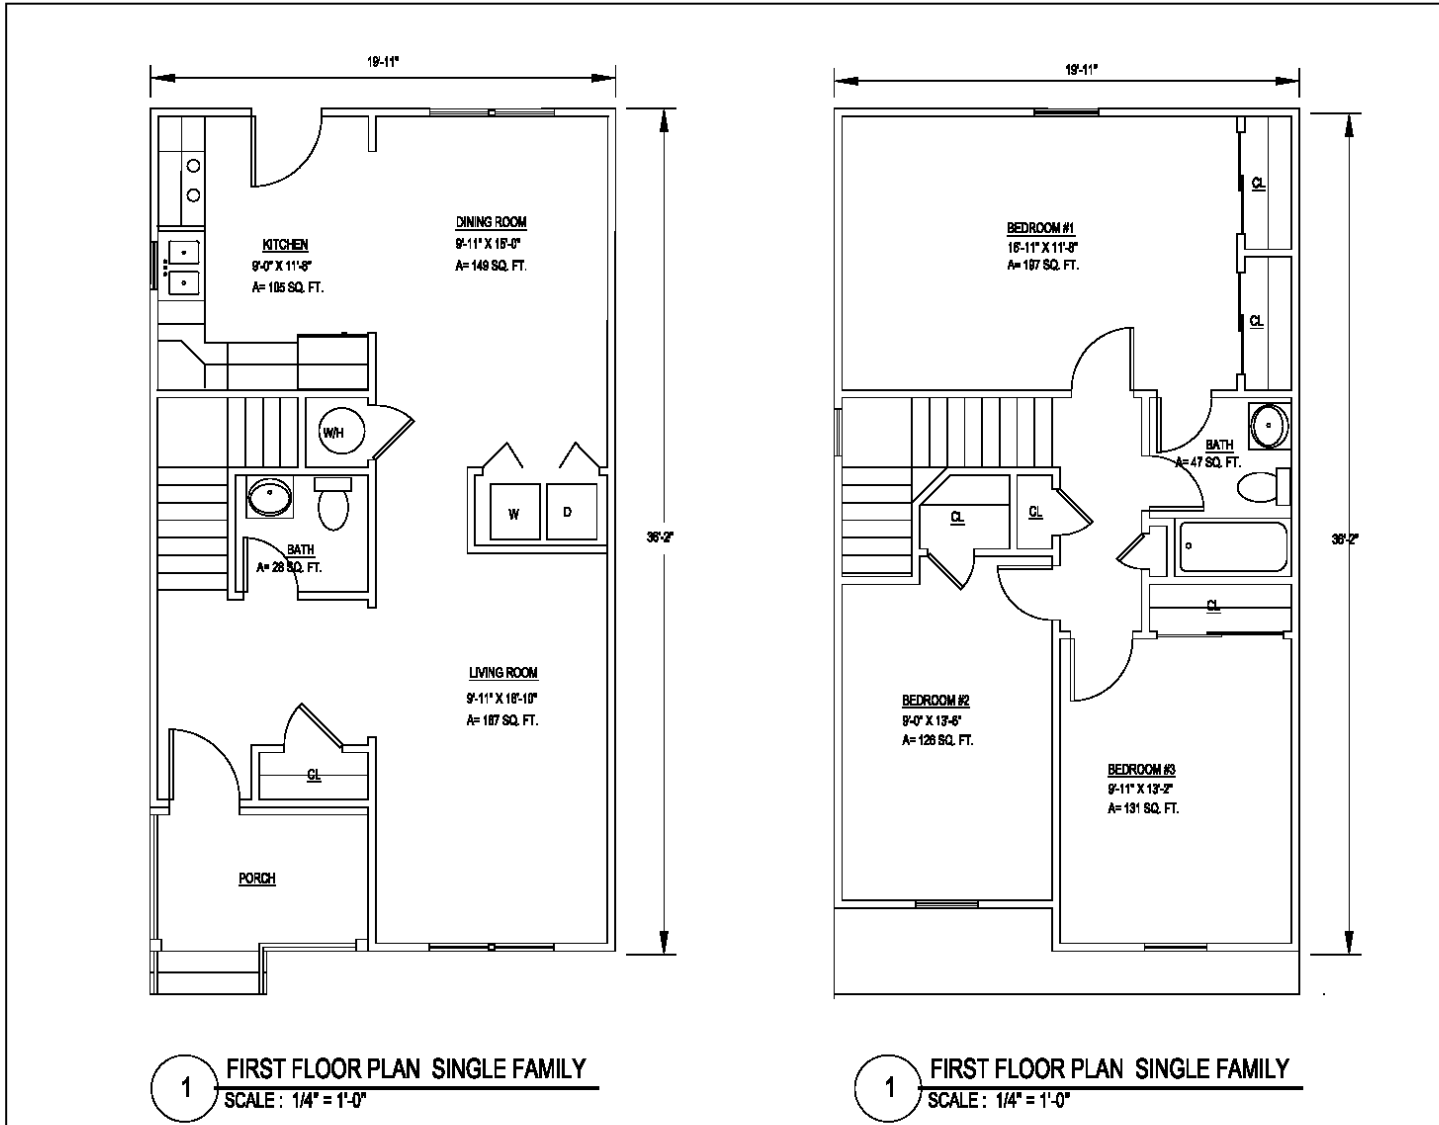 19'-11"
KITCHEN
9'-0" X 11'-8"
A= 105 SQ. FT.
DINING ROOM
9'-11" X 15'-0"
A= 149 SQ. FT.
W/H
W
D
BATH
A= 28 SQ. FT.
36'-2"
LIVING ROOM
9'-11" X 18'-10"
A= 187 SQ. FT.
CL
PORCH
1
FIRST FLOOR PLAN SINGLE FAMILY
SCALE : 1/4" = 1'-0"
19'-11"
BEDROOM #1
16'-11" X 11'-8"
A= 197 SQ. FT.
CL
CL
BATH
A= 47 SQ. FT.
CL
CL
36'-2"
CL
BEDROOM #2
9'-0" X 13'-6"
A= 126 SQ. FT.
BEDROOM #3
9'-11" X 13'-2"
A= 131 SQ. FT.
1
FIRST FLOOR PLAN SINGLE FAMILY
SCALE : 1/4" = 1'-0"